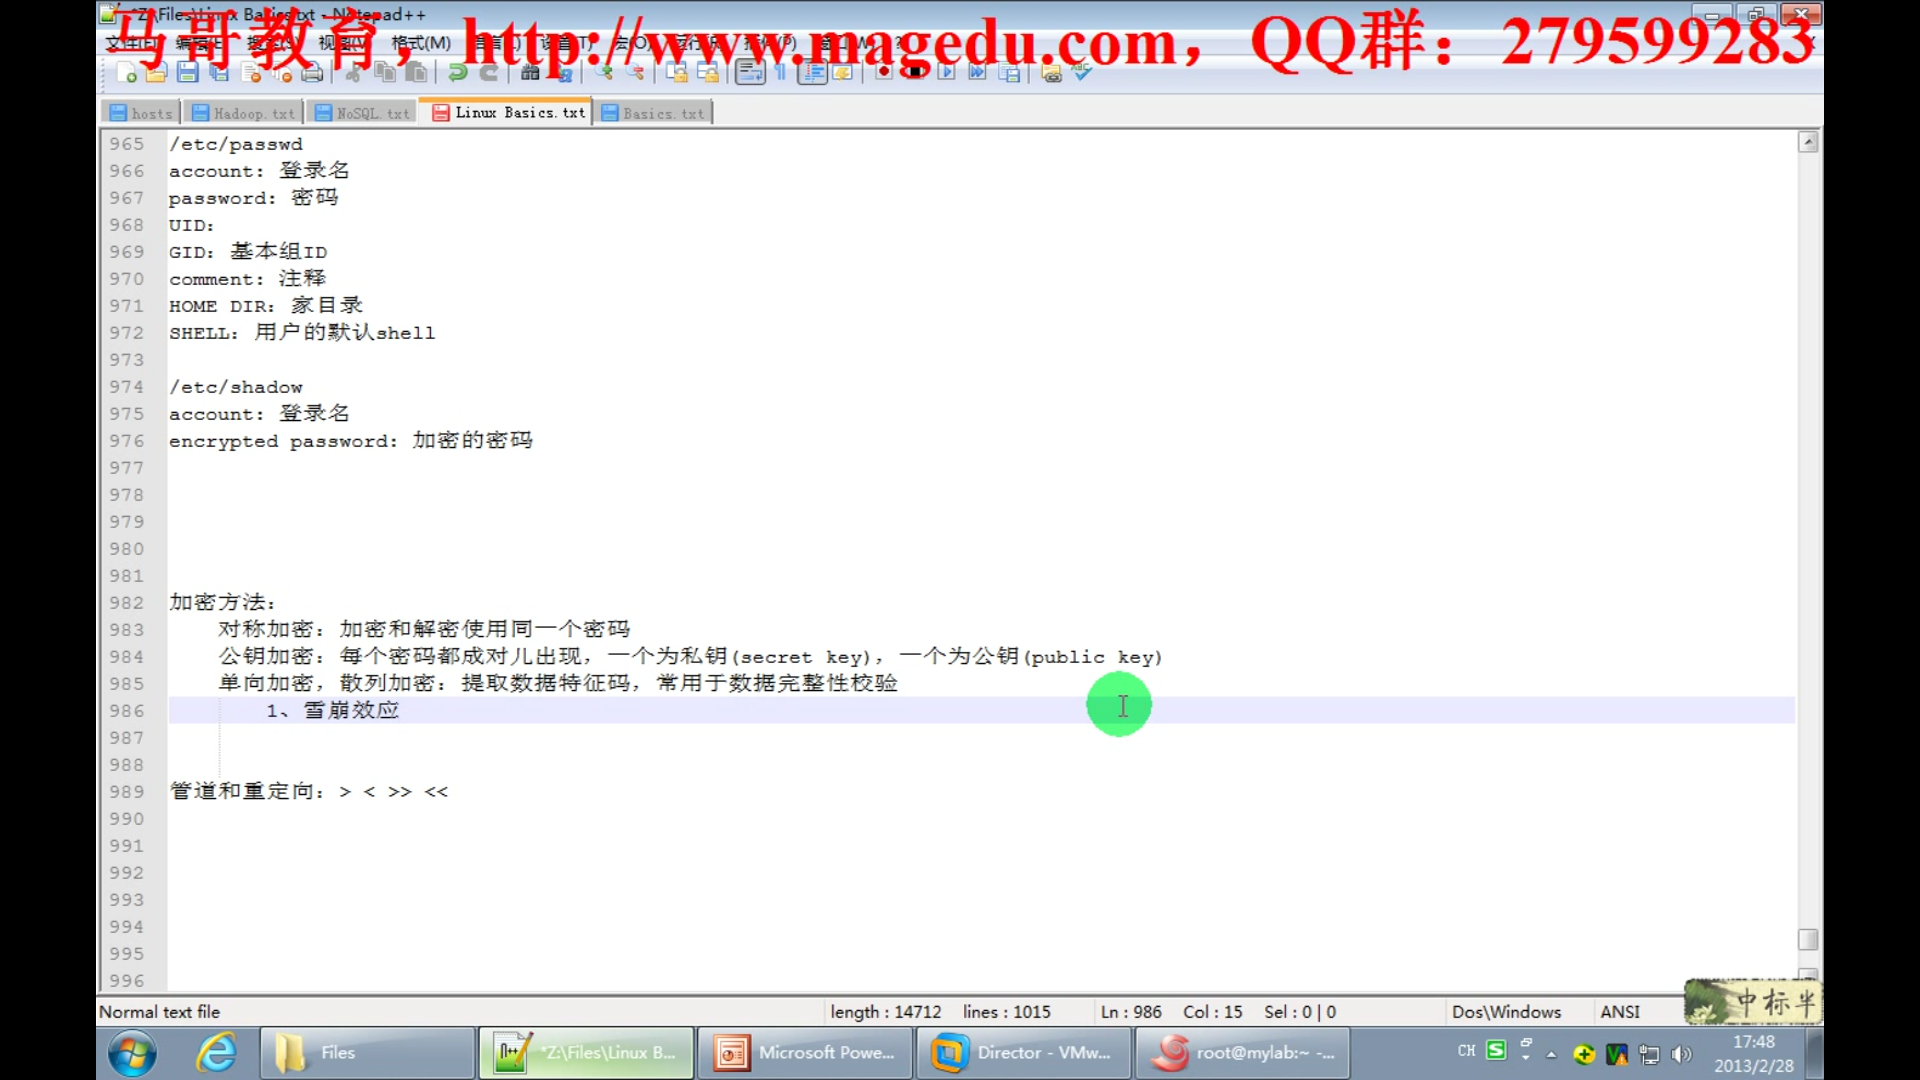 *Z:\Files\Linux Basics.txt - Notepad++
马哥教育，http://www.magedu.com，QQ群：279599283
格式(M)
hosts Hadoop.txt NoSQL.txt Linux Basics.txt Basics.txt
965 /etc/passwd
966 account: 登录名
967 password: 密码
968 UID:
969 GID: 基本组ID
970 comment: 注释
971 HOME DIR: 家目录
972 SHELL: 用户的默认shell
973
974 /etc/shadow
975 account: 登录名
976 encrypted password: 加密的密码
977
978
979
980
981
982 加密方法:
983 对称加密: 加密和解密使用同一个密码
984 公钥加密: 每个密码都成对儿出现, 一个为私钥(secret key), 一个为公钥(public key)
985 单向加密, 散列加密: 提取数据特征码, 常用于数据完整性校验
986 1、雪崩效应
987
988
989 管道和重定向: > < >> <<
990
991
992
993
994
995
996
Normal text file length : 14712 lines : 1015 Ln : 986 Col : 15 Sel : 0 | 0 Dos\Windows ANSI
中标半
Files *Z:\Files\Linux B... Microsoft Powe... Director - VMw... root@mylab:~ -... CH 17:48
2013/2/28